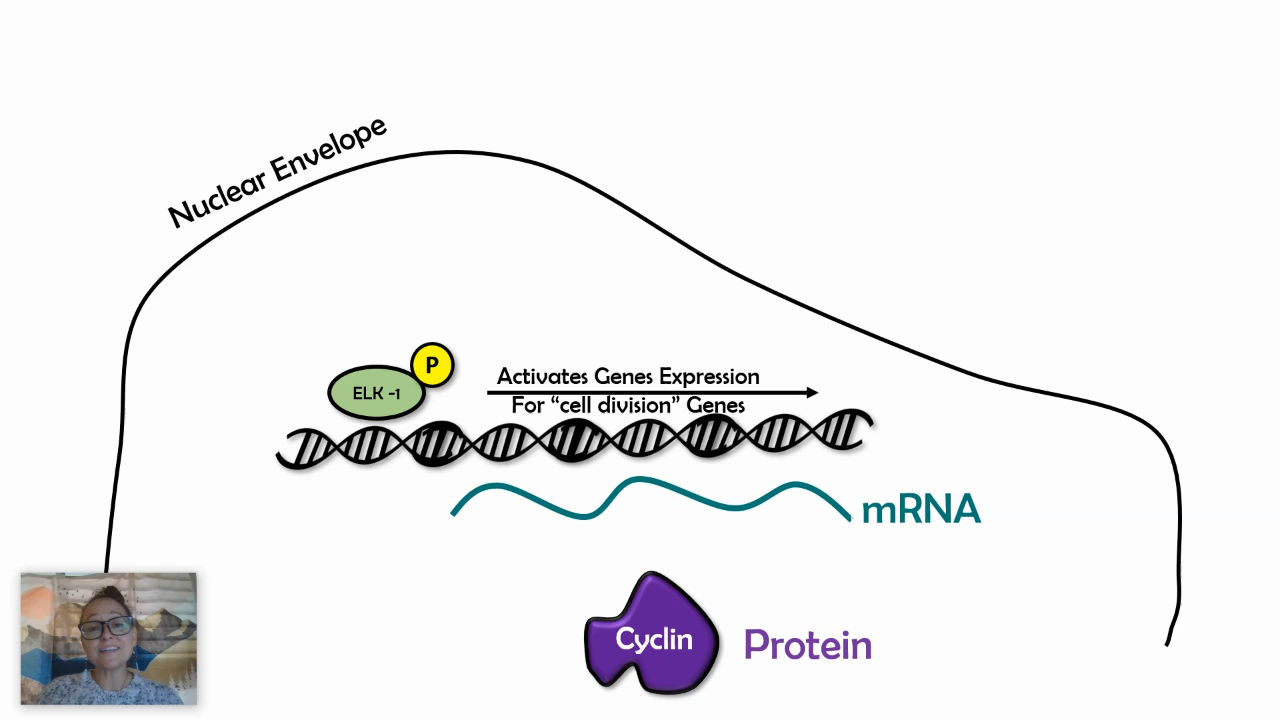 Nuclear Envelope
P
ELK -1
Activates Genes Expression
For “cell division” Genes
mRNA
Cyclin
Protein